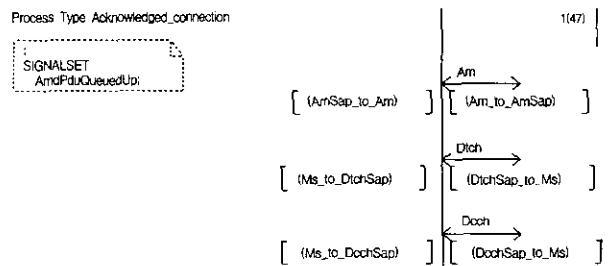 Process Type Acknowledged_connection
1(47)
;
SIGNALSET
AmdPduQueuedUp;
Am
[ (AmSap_to_Am) ] [ (Am_to_AmSap) ]
Dtch
[ (Ms_to_DtchSap) ] [ (DtchSap_to_Ms) ]
Dcch
[ (Ms_to_DcchSap) ] [ (DcchSap_to_Ms) ]